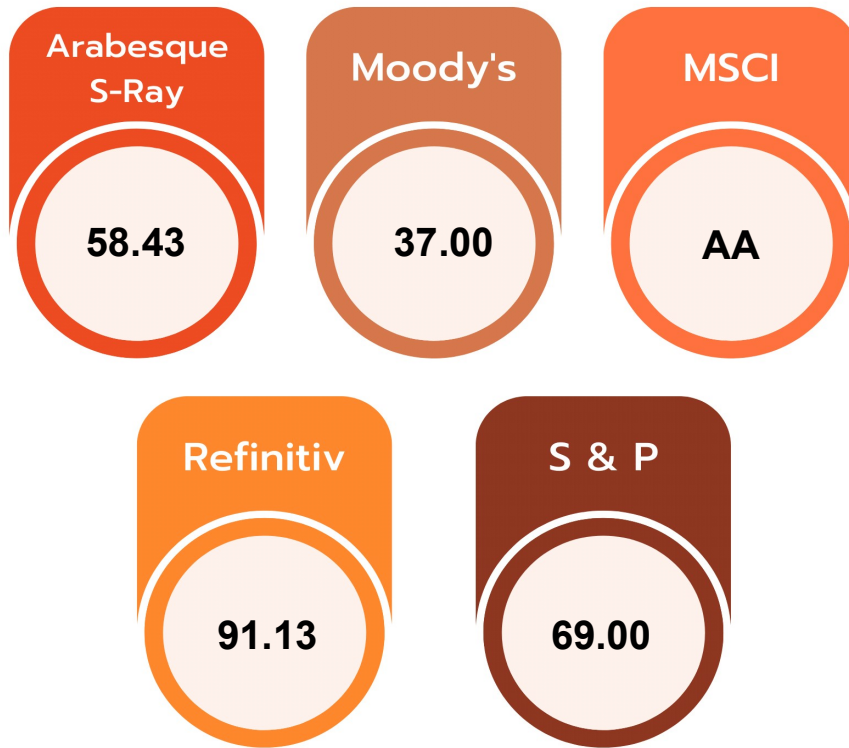 Arabesque
S-Ray
58.43
Moody's
37.00
MSCI
AA
Refinitiv
91.13
S & P
69.00